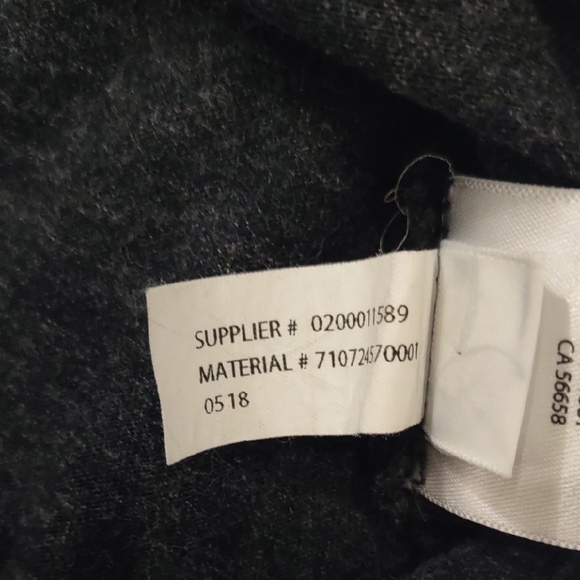 SUPPLIER # 0200011589
MATERIAL # 710724570001
0518
CA 56658